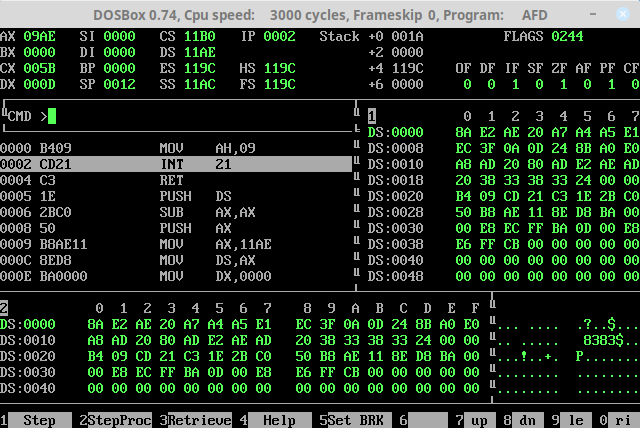 DOSBox 0.74, Cpu speed: 3000 cycles, Frameskip 0, Program: AFD
AX 09AE SI 0000 CS 11B0 IP 0002 Stack +0 001A FLAGS 0244
BX 0000 DI 0000 DS 11AE +2 0000
CX 005B BP 0000 ES 119C HS 119C +4 119C OF DF IF SF ZF AF PF CF
DX 000D SP 0012 SS 11AC FS 119C +6 0000 0 0 1 0 1 0 1 0
CMD >
1 0 1 2 3 4 5 6 7
DS:0000 8A E2 AE 20 A7 A4 A5 E1
DS:0008 EC 3F 0A 0D 24 8B A0 E0
DS:0010 A8 AD 20 80 AD E2 AE AD
DS:0018 20 38 33 38 33 24 00 00
DS:0020 B4 09 CD 21 C3 1E 2B C0
DS:0028 50 B8 AE 11 8E D8 BA 00
DS:0030 00 E8 EC FF BA 0D 00 E8
DS:0038 E6 FF CB 00 00 00 00 00
DS:0040 00 00 00 00 00 00 00 00
DS:0048 00 00 00 00 00 00 00 00
0000 B409 MOV AH,09
0002 CD21 INT 21
0004 C3 RET
0005 1E PUSH DS
0006 2BC0 SUB AX,AX
0008 50 PUSH AX
0009 B8AE11 MOV AX,11AE
000C 8ED8 MOV DS,AX
000E BA0000 MOV DX,0000
2 0 1 2 3 4 5 6 7 8 9 A B C D E F
DS:0000 8A E2 AE 20 A7 A4 A5 E1 EC 3F 0A 0D 24 8B A0 E0 ... .... .?..$...
DS:0010 A8 AD 20 80 AD E2 AE AD 20 38 33 38 33 24 00 00 .. ..... 8383$..
DS:0020 B4 09 CD 21 C3 1E 2B C0 50 B8 AE 11 8E D8 BA 00 ...!..+. P.......
DS:0030 00 E8 EC FF BA 0D 00 E8 E6 FF CB 00 00 00 00 00 ........ ........
DS:0040 00 00 00 00 00 00 00 00 00 00 00 00 00 00 00 00 ........ ........
1 Step 2 StepProc 3 Retrieve 4 Help 5 Set BRK 6 7 up 8 dn 9 le 0 ri